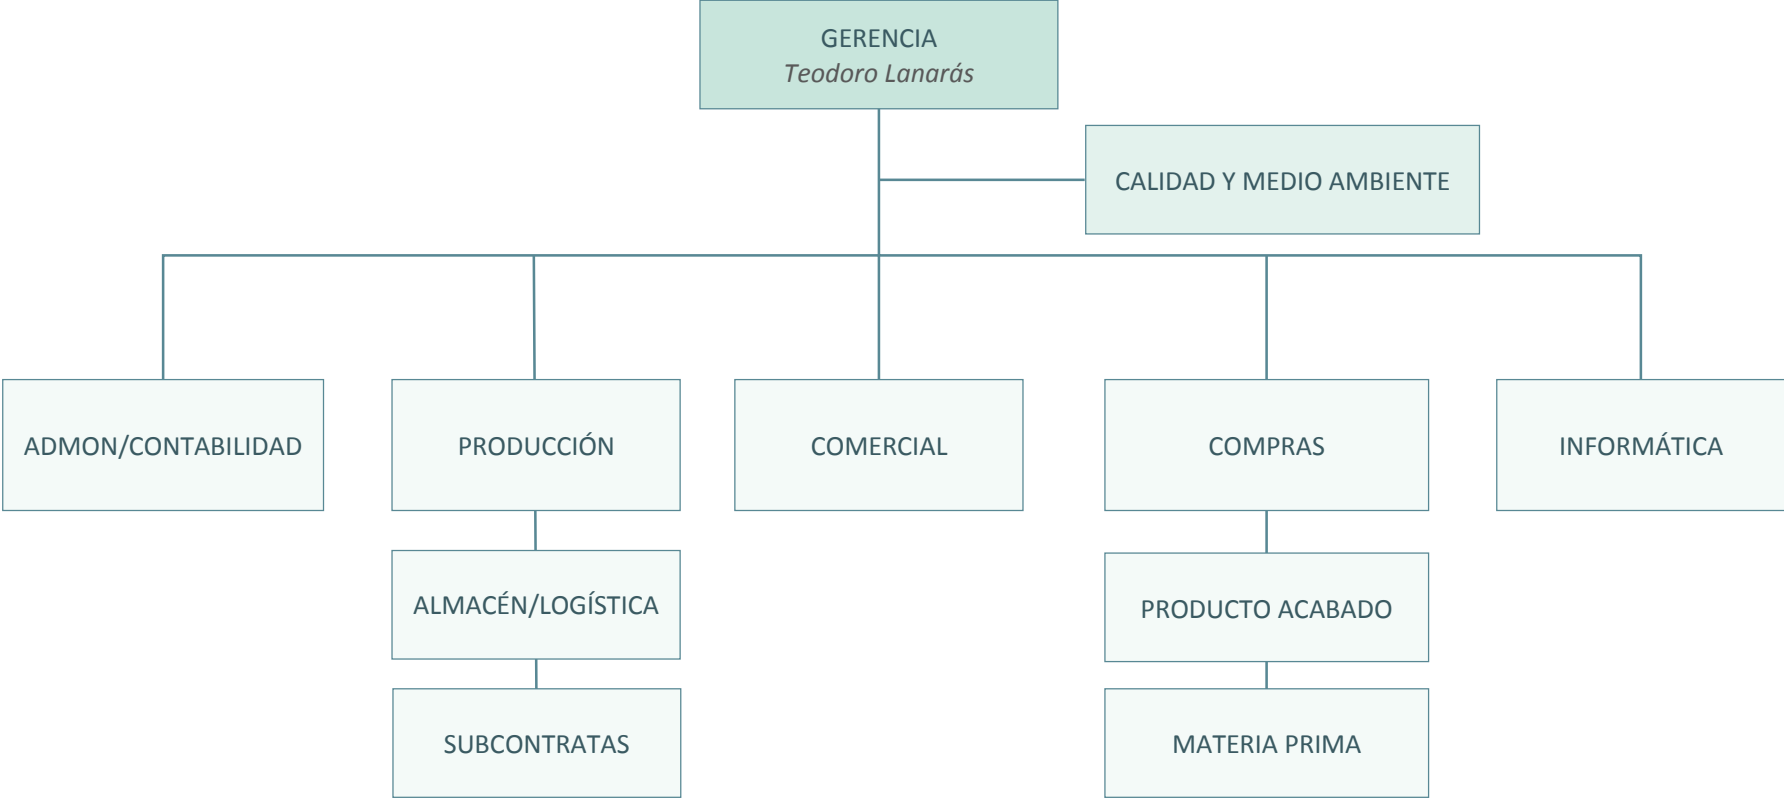 GERENCIA
Teodoro Lanarás
CALIDAD Y MEDIO AMBIENTE
ADMON/CONTABILIDAD
PRODUCCIÓN
COMERCIAL
COMPRAS
INFORMÁTICA
ALMACÉN/LOGÍSTICA
PRODUCTO ACABADO
SUBCONTRATAS
MATERIA PRIMA